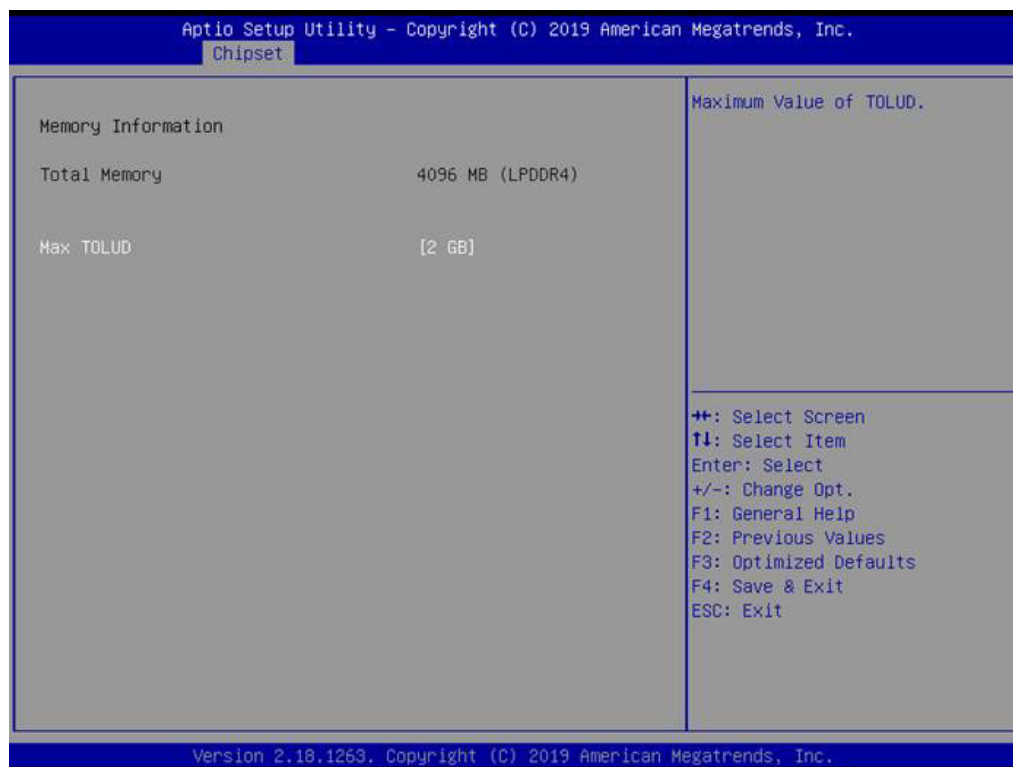 Aptio Setup Utility – Copyright (C) 2019 American Megatrends, Inc.
Chipset
Memory Information
Total Memory 4096 MB (LPDDR4)
Max TOLUD [2 GB]
Maximum Value of TOLUD.
→←: Select Screen
↑↓: Select Item
Enter: Select
+/-: Change Opt.
F1: General Help
F2: Previous Values
F3: Optimized Defaults
F4: Save & Exit
ESC: Exit
Version 2.18.1263. Copyright (C) 2019 American Megatrends, Inc.